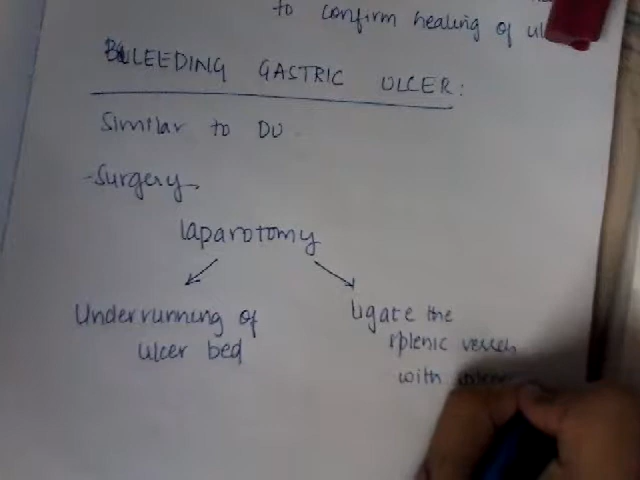 to confirm healing of
BLEEDING GASTRIC ULCER:
Similar to DU
-Surgery-
laparotomy
Underrunning of
ulcer bed
Ligate the
splenic vessels
with